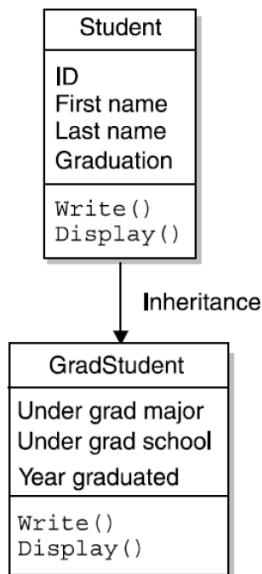 Student
ID
First name
Last name
Graduation
Write()
Display()
Inheritance
GradStudent
Under grad major
Under grad school
Year graduated
Write()
Display()